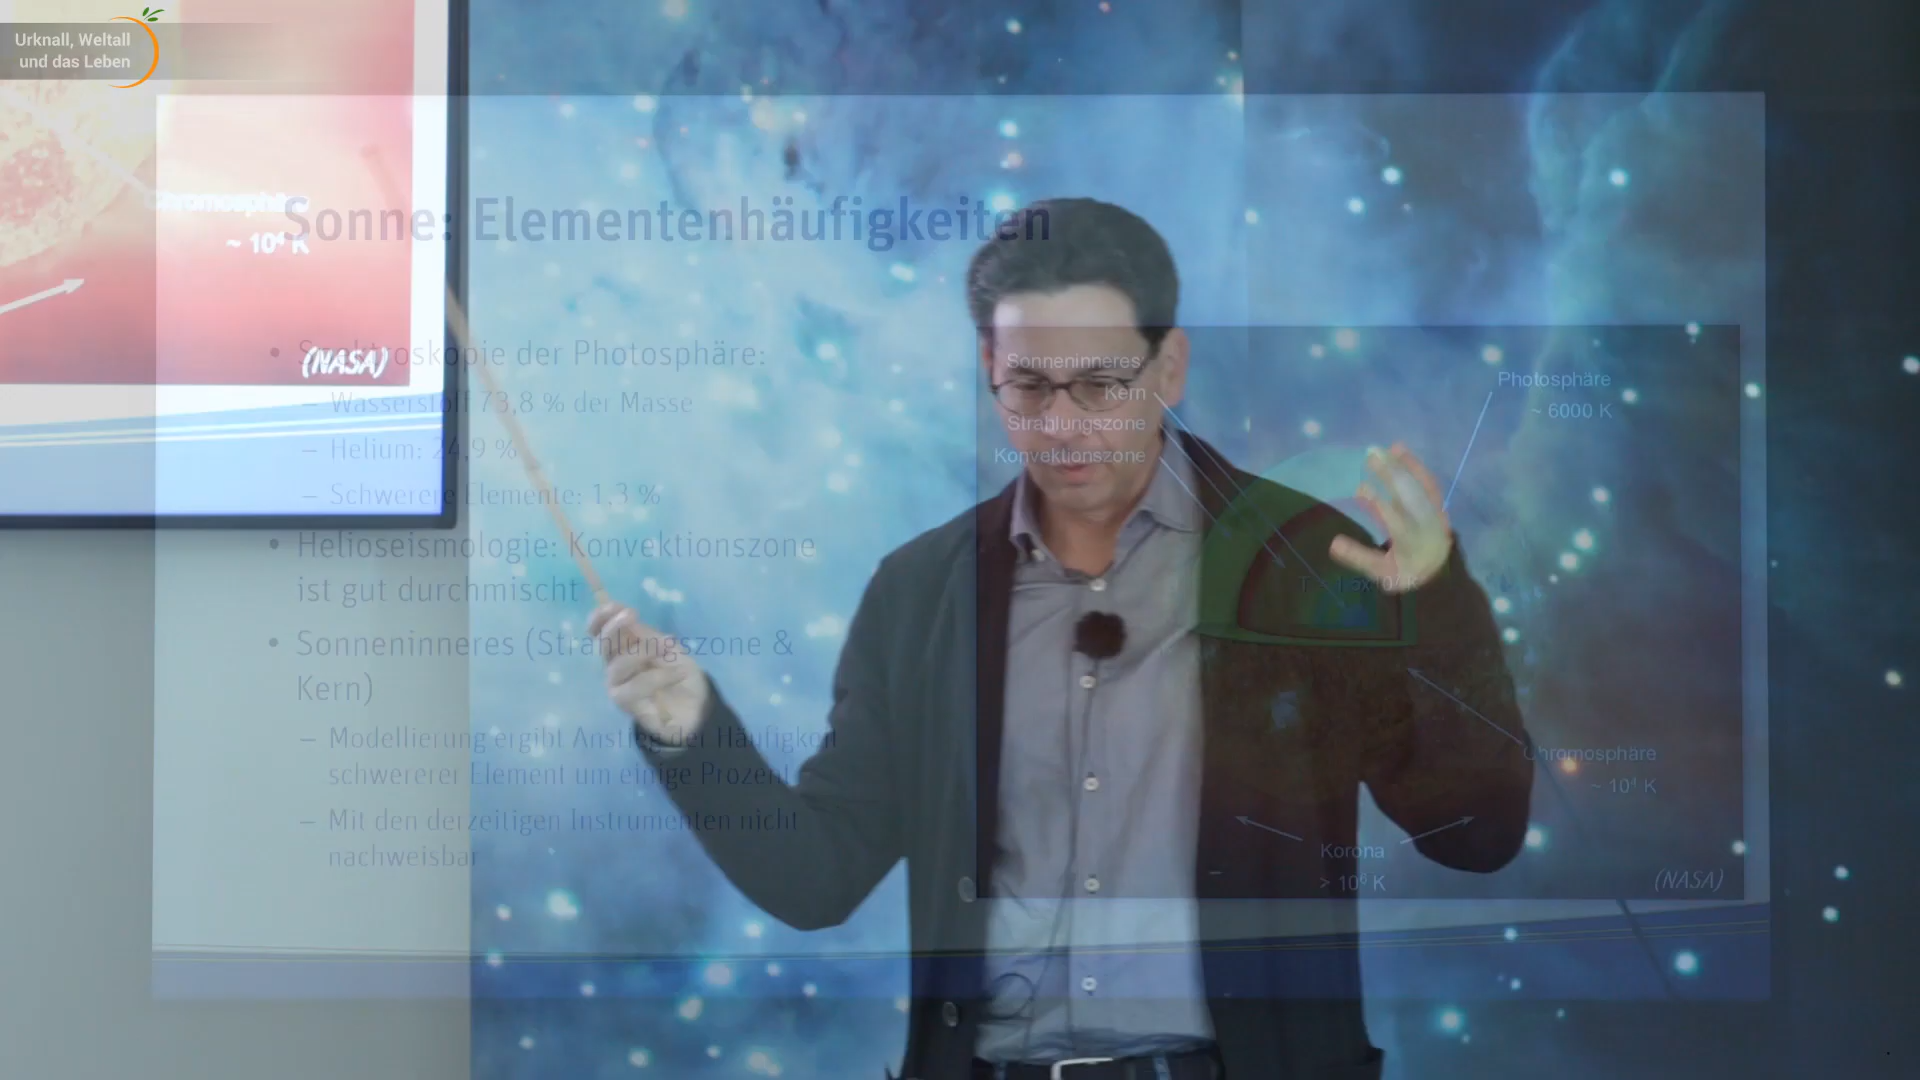 Urknall, Weltall
und das Leben
Chromosphäre
~ 10⁴ K
(NASA)
Sonne: Elementenhäufigkeiten
• Spektroskopie der Photosphäre:
– Wasserstoff 73,8 % der Masse
– Helium: 24,9 %
– Schwerere Elemente: 1,3 %
• Helioseismologie: Konvektionszone
ist gut durchmischt
• Sonneninneres (Strahlungszone &
Kern)
– Modellierung ergibt Anstieg der Häufigkeit
schwererer Element um einige Prozent
– Mit den derzeitigen Instrumenten nicht
nachweisbar
Sonneninneres
Kern
Strahlungszone
Konvektionszone
Photosphäre
~ 6000 K
Chromosphäre
~ 10⁴ K
Korona
> 10⁶ K
(NASA)